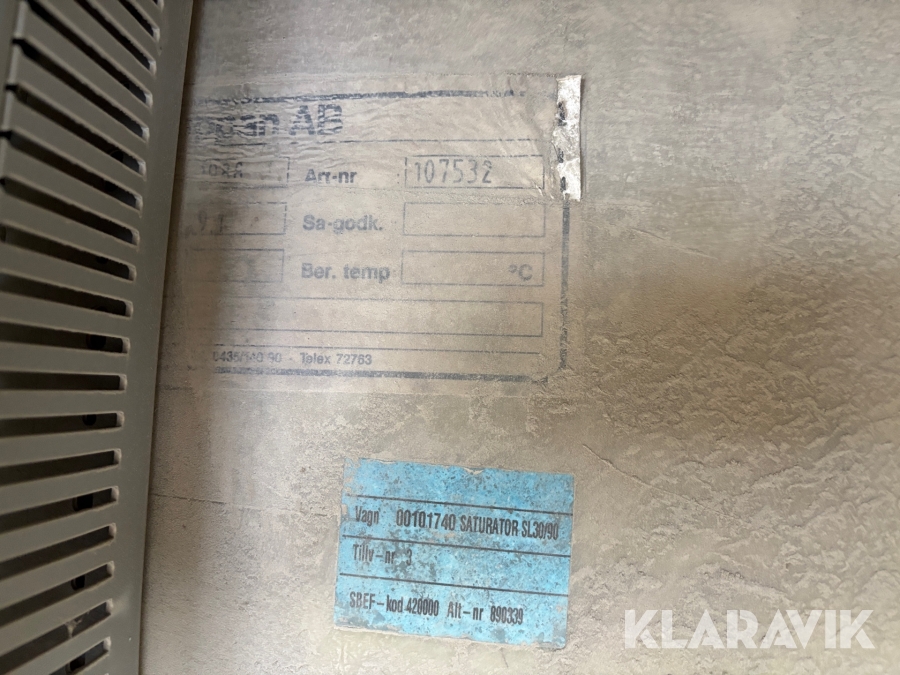 AB
Art-nr 107532
Sa-godk.
Ber. temp °C
Telex 72763
Vagn 00101740 SATURATOR SL30/90
Tillv-nr 3
SBEF-kod 420000 Alt-nr 890339
KLARAVIK